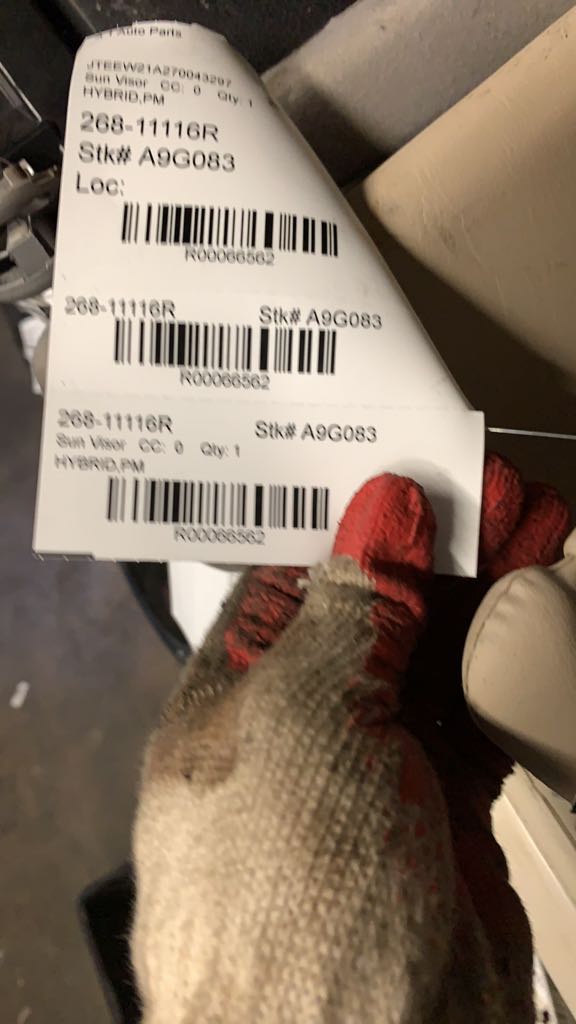 Auto Parts
JTEEW21A270043297
Sun Visor CC: 0 Qty: 1
HYBRID,PM
268-11116R
Stk# A9G083
Loc:
R00066562
268-11116R Stk# A9G083
R00066562
268-11116R Stk# A9G083
Sun Visor CC: 0 Qty: 1
HYBRID,PM
R00066562